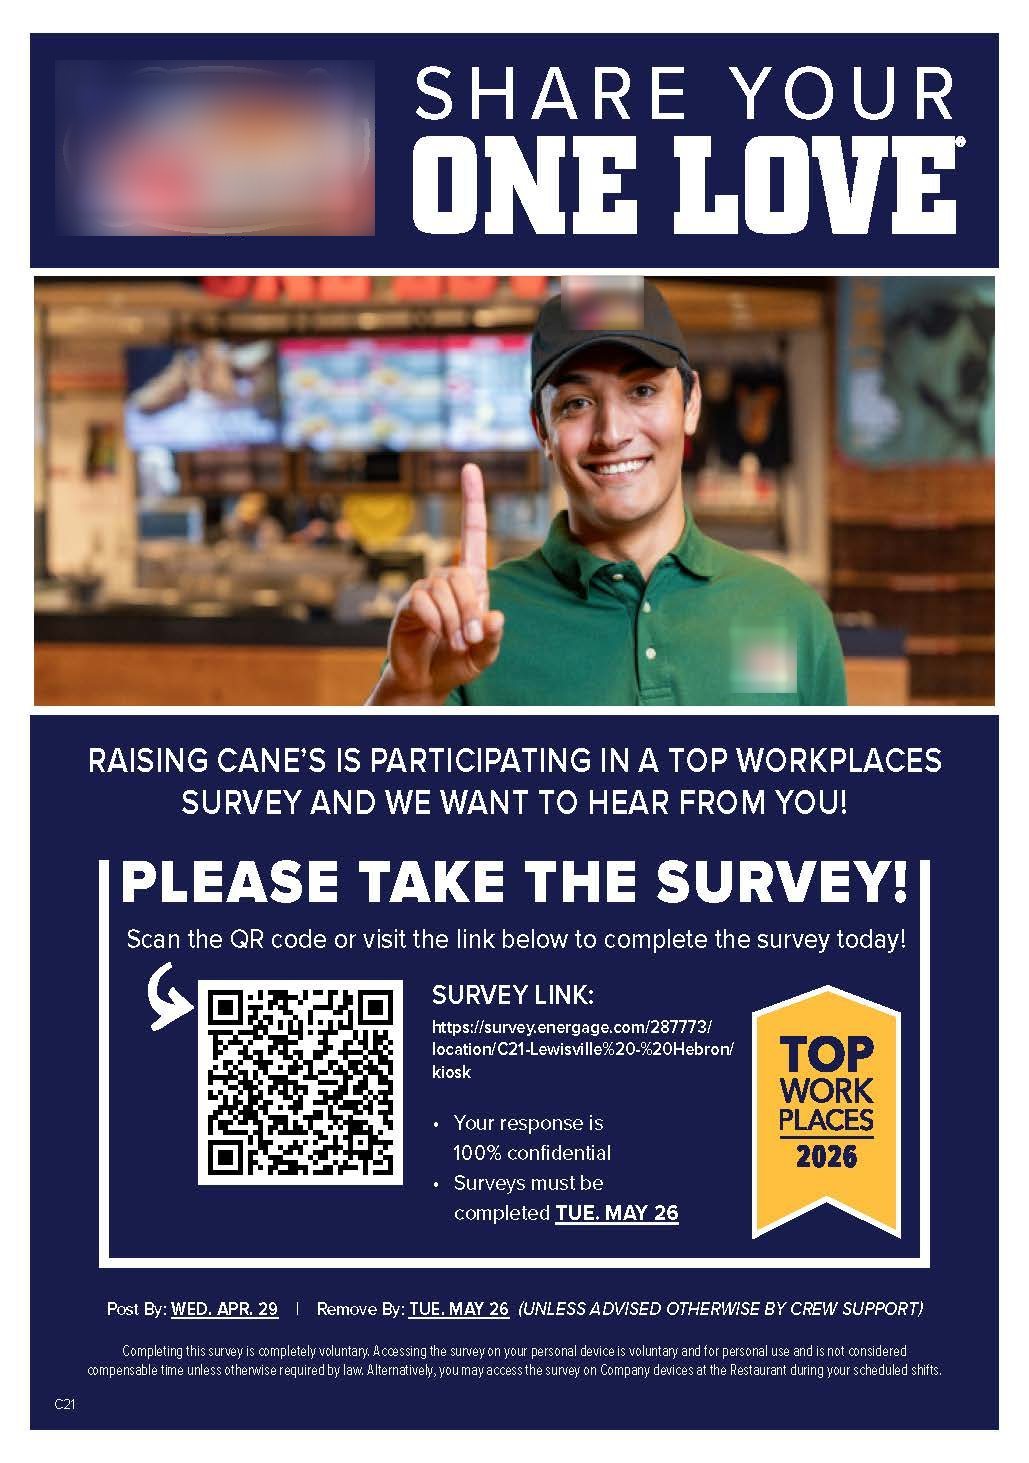 SHARE YOUR
ONE LOVE®
RAISING CANE'S IS PARTICIPATING IN A TOP WORKPLACES
SURVEY AND WE WANT TO HEAR FROM YOU!
PLEASE TAKE THE SURVEY!
Scan the QR code or visit the link below to complete the survey today!
SURVEY LINK:
https://survey.energage.com/287773/
location/C21-Lewisville%20-%20Hebron/
kiosk
• Your response is
100% confidential
• Surveys must be
completed TUE. MAY 26
TOP
WORK
PLACES
2026
Post By: WED. APR. 29 | Remove By: TUE. MAY 26 (UNLESS ADVISED OTHERWISE BY CREW SUPPORT)
Completing this survey is completely voluntary. Accessing the survey on your personal device is voluntary and for personal use and is not considered
compensable time unless otherwise required by law. Alternatively, you may access the survey on Company devices at the Restaurant during your scheduled shifts.
C21